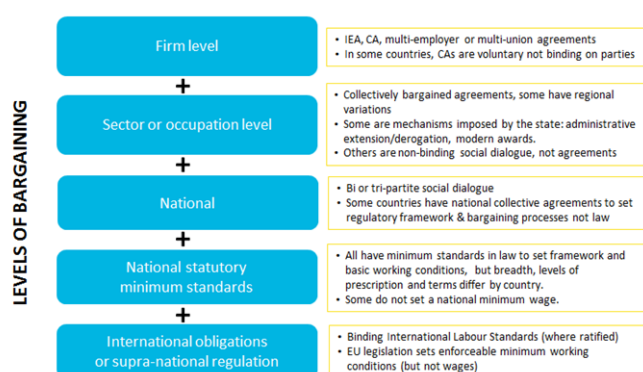 LEVELS OF BARGAINING
Firm level
• IEA, CA, multi-employer or multi-union agreements
• In some countries, CAs are voluntary not binding on parties
+
Sector or occupation level
• Collectively bargained agreements, some have regional
variations
• Some are mechanisms imposed by the state: administrative
extension/derogation, modern awards.
• Others are non-binding social dialogue, not agreements
+
National
• Bi or tri-partite social dialogue
• Some countries have national collective agreements to set
regulatory framework & bargaining processes not law
+
National statutory
minimum standards
• All have minimum standards in law to set framework and
basic working conditions, but breadth, levels of
prescription and terms differ by country.
• Some do not set a national minimum wage.
+
International obligations
or supra-national regulation
• Binding International Labour Standards (where ratified)
• EU legislation sets enforceable minimum working
conditions (but not wages)